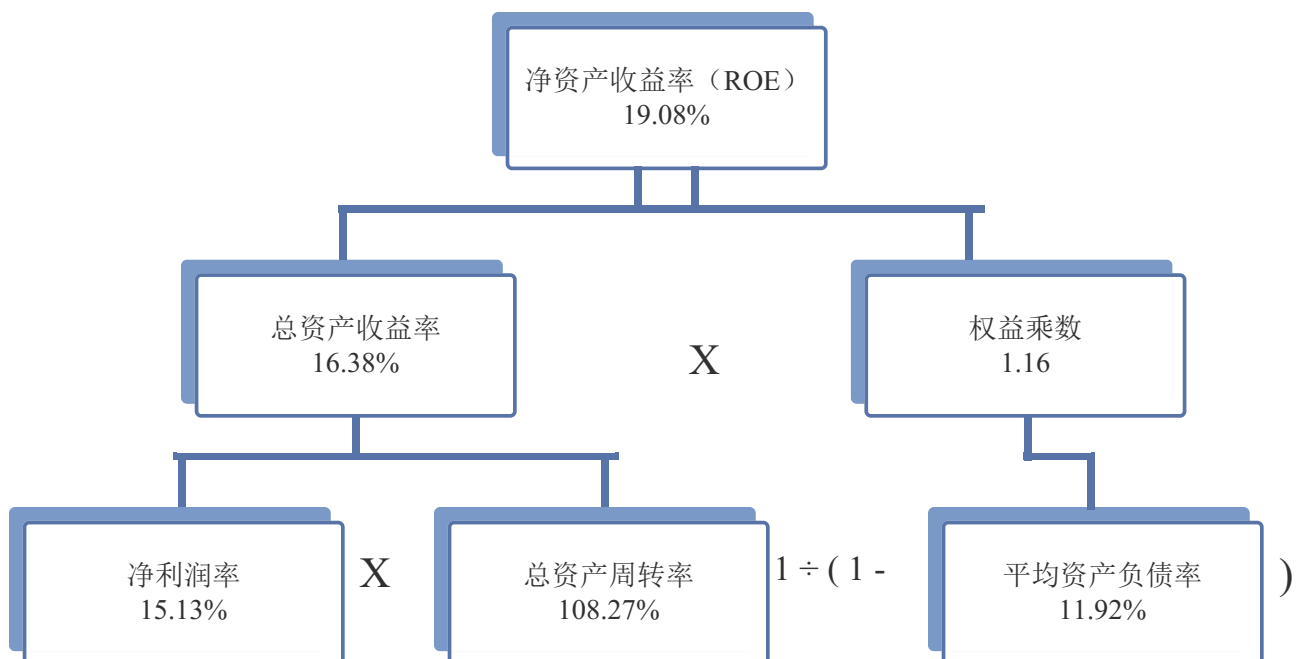 净资产收益率（ROE）
19.08%
总资产收益率
16.38%
X
权益乘数
1.16
净利润率
15.13%
X
总资产周转率
108.27%
1 ÷ ( 1 -
平均资产负债率
11.92%
)